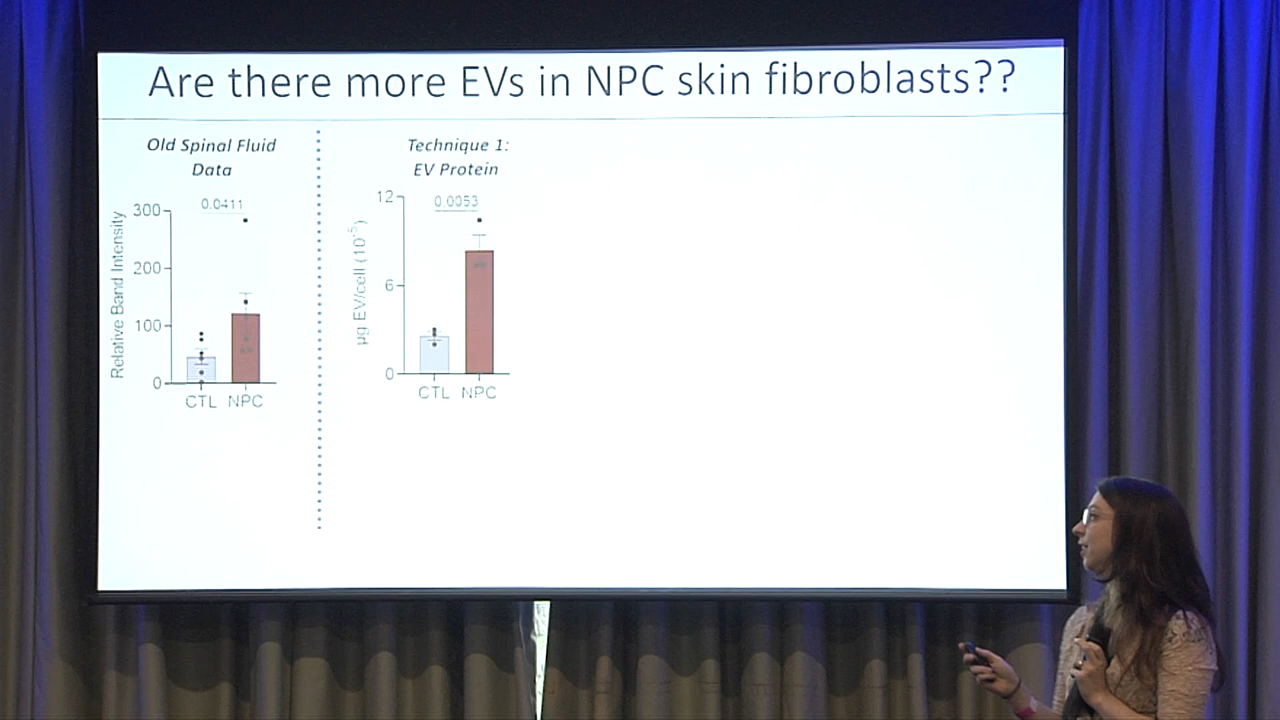 Are there more EVs in NPC skin fibroblasts??
Old Spinal Fluid
Data
0.0411
Relative Band Intensity
300
200
100
0
CTL NPC
Technique 1:
EV Protein
0.0053
µg EV/cell (10⁻⁵)
12
6
0
CTL NPC